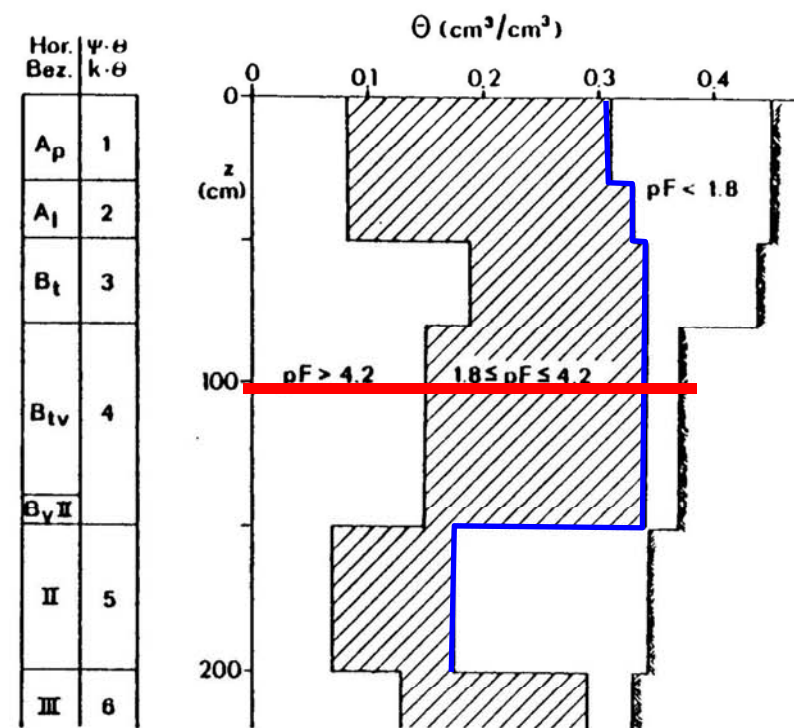 Θ (cm³/cm³)
Hor. Ψ·Θ
Bez. k·Θ
0 0.1 0.2 0.3 0.4
0
z
(cm)
100
200
Ap 1
Al 2
Bt 3
Btv 4
Bv II
II 5
III 6
pF < 1.8
pF > 4.2
1.8 ≤ pF ≤ 4.2